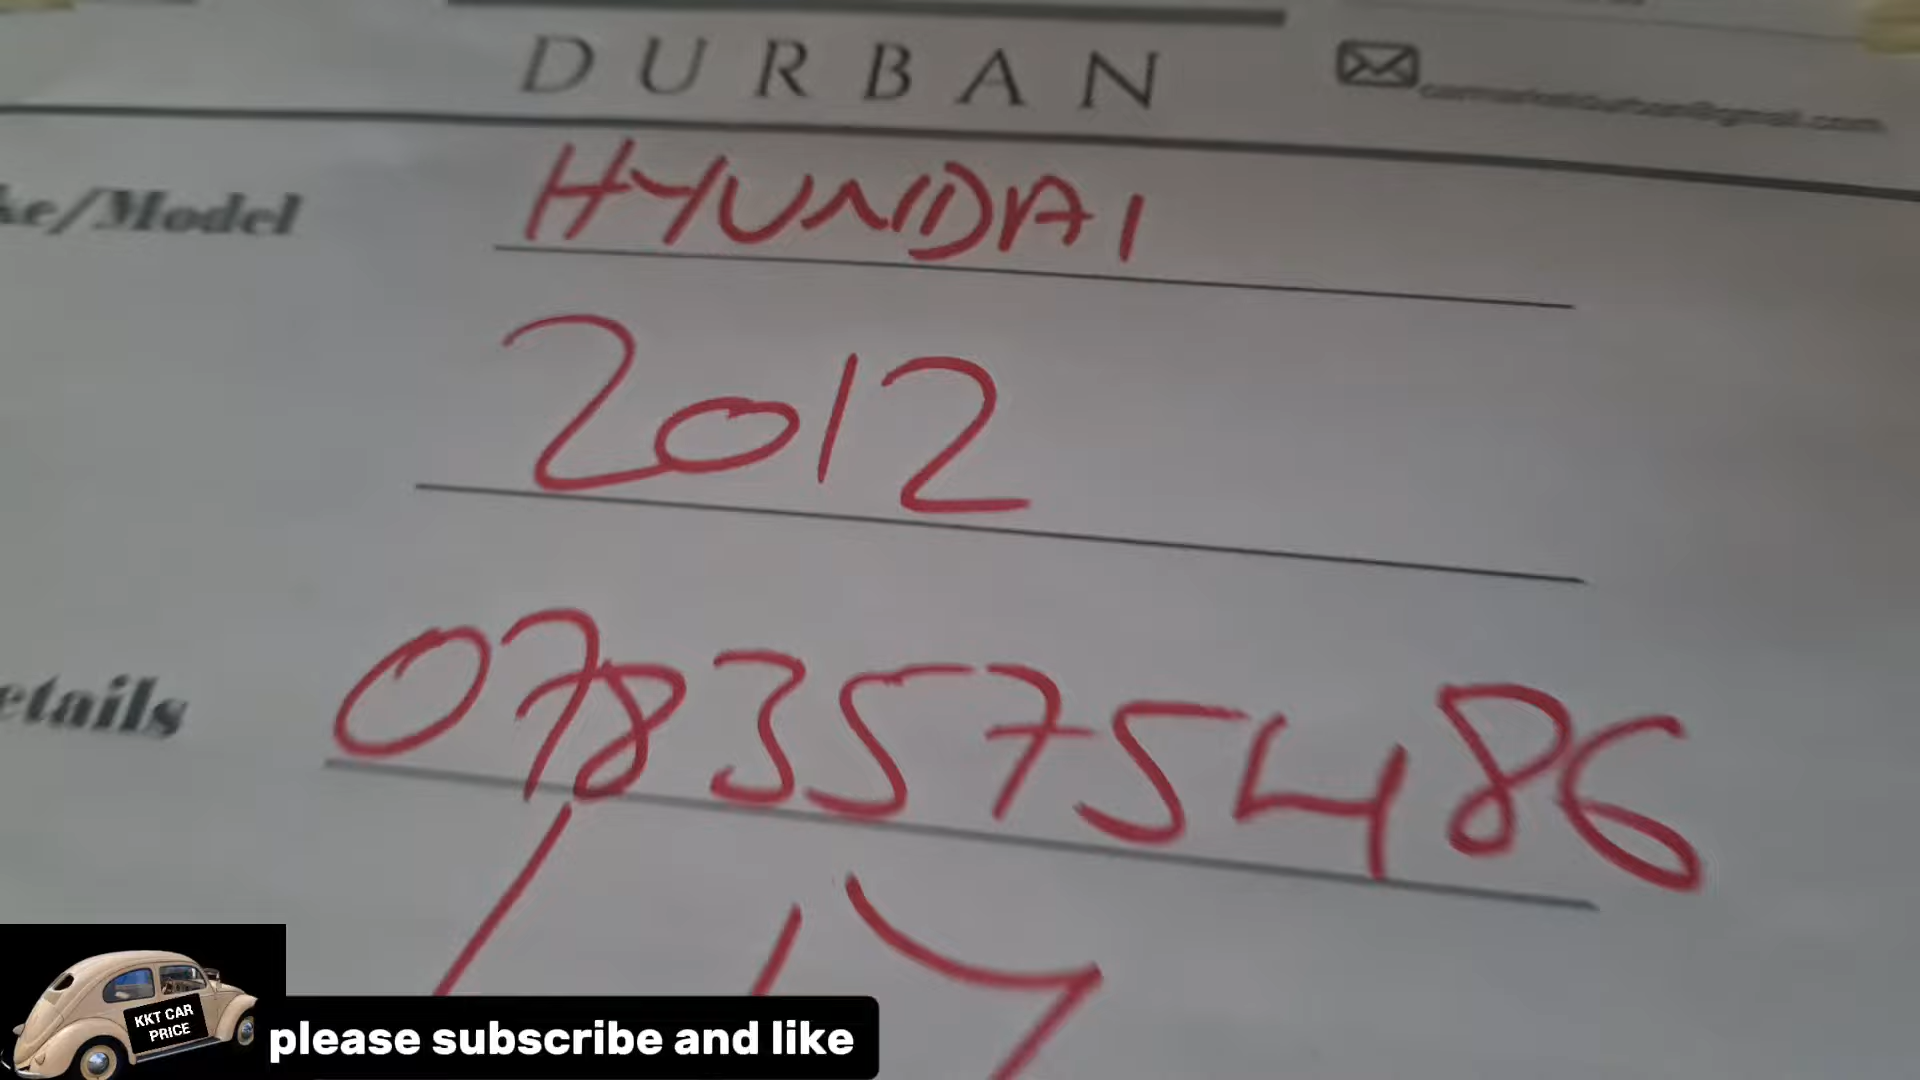 DURBAN
ke/Model
HYUNDAI
2012
etails
0783575486
KKT CAR
PRICE
please subscribe and like